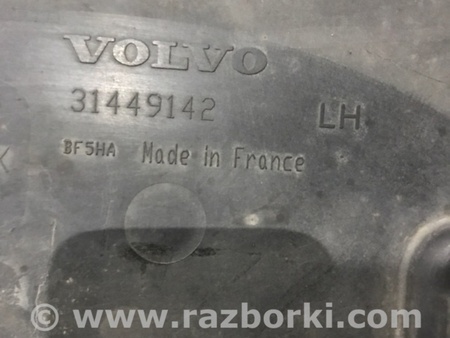 VOLVO
31449142
LH
BF5HA Made in France
© www.razborki.com